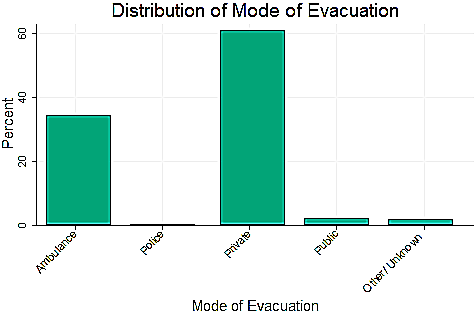 Distribution of Mode of Evacuation
Percent
60
40
20
0
Ambulance
Police
Private
Public
Other / Unknown
Mode of Evacuation